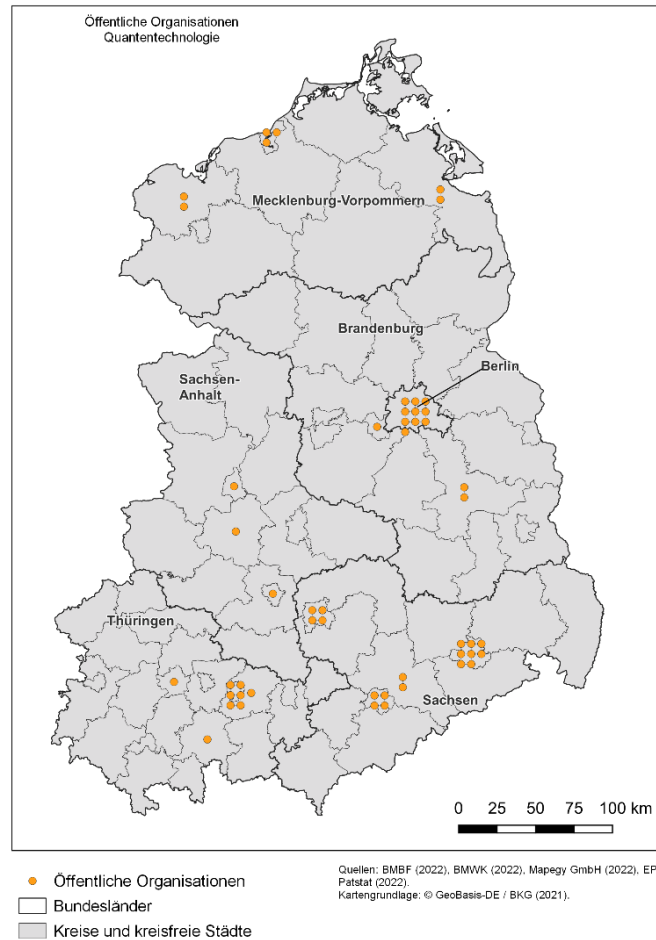 Öffentliche Organisationen
Quantentechnologie
Mecklenburg-Vorpommern
Brandenburg
Berlin
Sachsen-
Anhalt
Thüringen
Sachsen
0 25 50 75 100 km
Öffentliche Organisationen
Bundesländer
Kreise und kreisfreie Städte
Quellen: BMBF (2022), BMWK (2022), Mapegy GmbH (2022), EP
Patstat (2022).
Kartengrundlage: © GeoBasis-DE / BKG (2021).